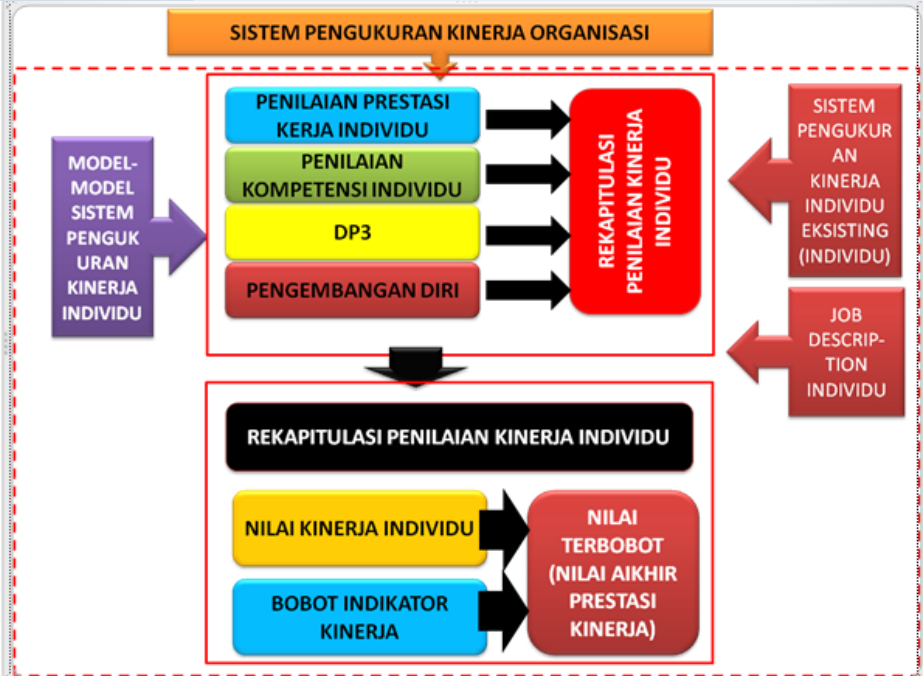 SISTEM PENGUKURAN KINERJA ORGANISASI
MODEL-
MODEL
SISTEM
PENGUK
URAN
KINERJA
INDIVIDU
PENILAIAN PRESTASI
KERJA INDIVIDU
PENILAIAN
KOMPETENSI INDIVIDU
DP3
PENGEMBANGAN DIRI
REKAPITULASI
PENILAIAN KINERJA
INDIVIDU
SISTEM
PENGUKUR
AN
KINERJA
INDIVIDU
EKSISTING
(INDIVIDU)
JOB
DESCRIP-
TION
INDIVIDU
REKAPITULASI PENILAIAN KINERJA INDIVIDU
NILAI KINERJA INDIVIDU
BOBOT INDIKATOR
KINERJA
NILAI
TERBOBOT
(NILAI AIKHIR
PRESTASI
KINERJA)